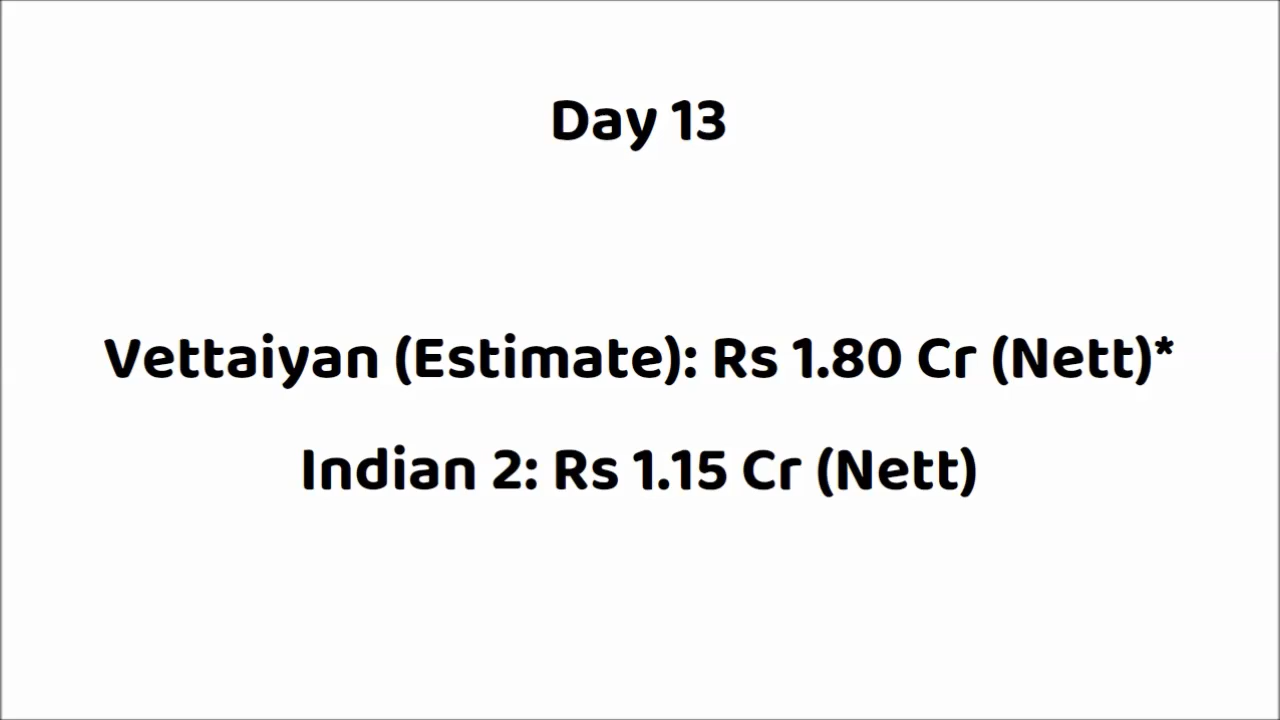 Day 13
Vettaiyan (Estimate): Rs 1.80 Cr (Nett)*
Indian 2: Rs 1.15 Cr (Nett)